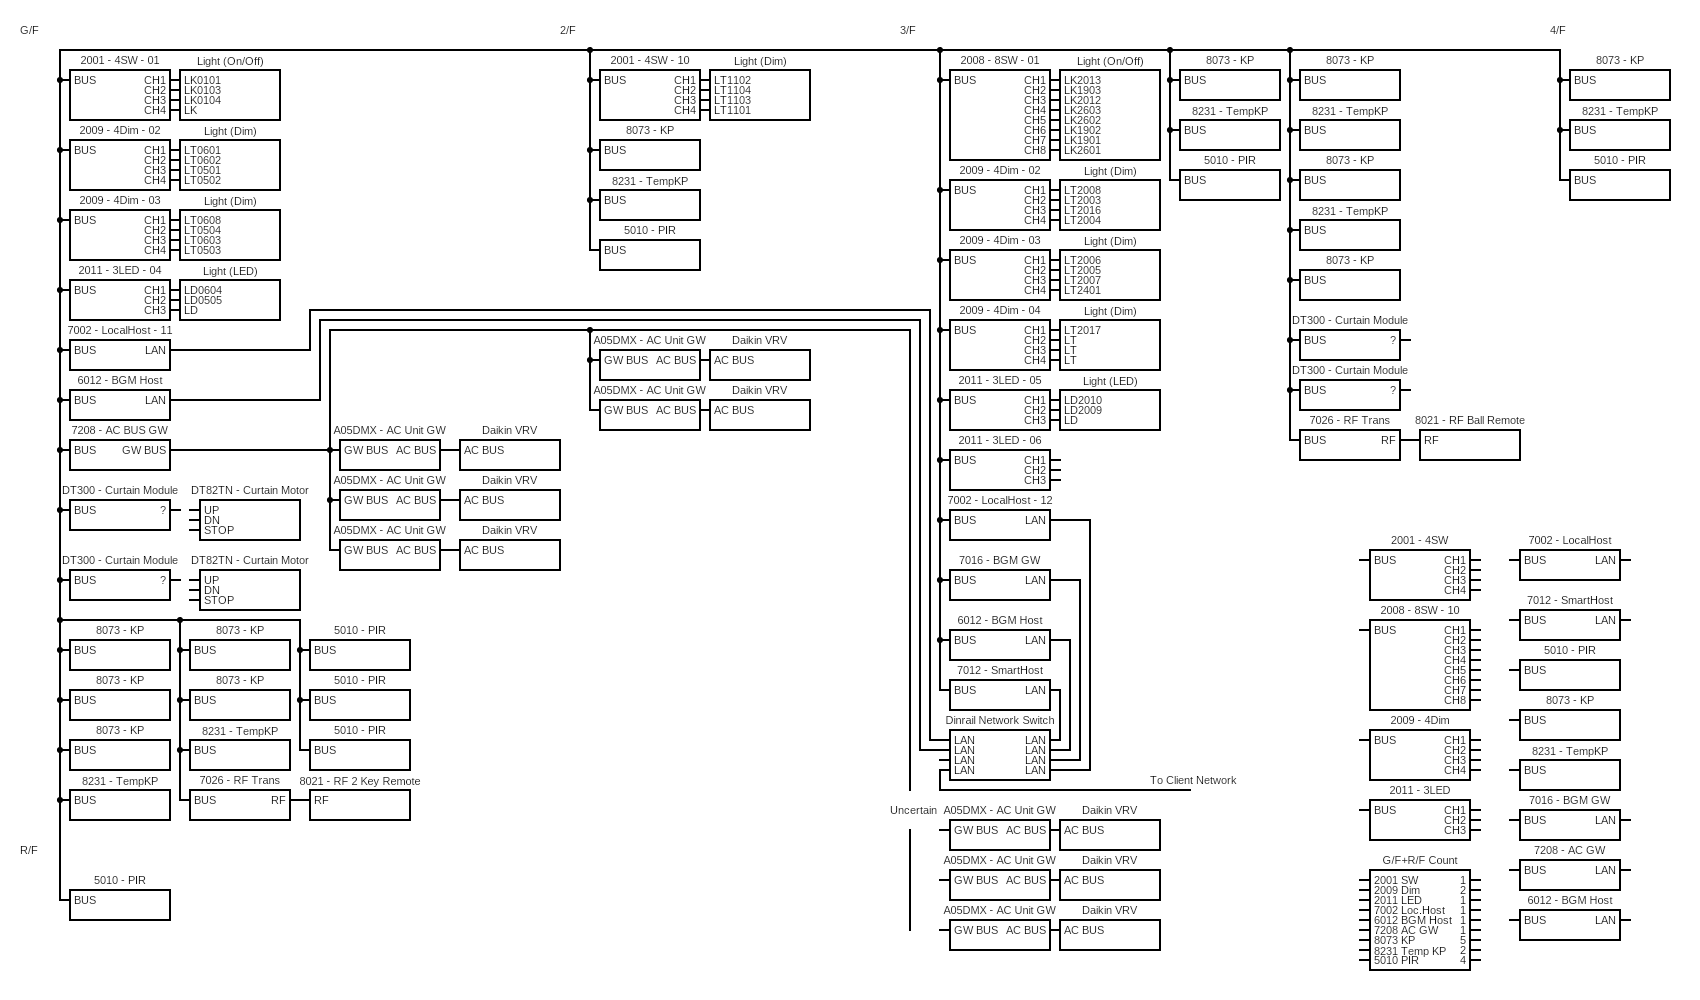 G/F
2/F
3/F
4/F
2001 - 4SW - 01
Light (On/Off)
BUS
CH1
CH2
CH3
CH4
LK0101
LK0103
LK0104
LK
2009 - 4Dim - 02
Light (Dim)
BUS
CH1
CH2
CH3
CH4
LT0601
LT0602
LT0501
LT0502
2009 - 4Dim - 03
Light (Dim)
BUS
CH1
CH2
CH3
CH4
LT0608
LT0504
LT0603
LT0503
2011 - 3LED - 04
Light (LED)
BUS
CH1
CH2
CH3
LD0604
LD0505
LD
7002 - LocalHost - 11
BUS
LAN
6012 - BGM Host
BUS
LAN
7208 - AC BUS GW
BUS
GW BUS
DT300 - Curtain Module
BUS
?
DT82TN - Curtain Motor
UP
DN
STOP
DT300 - Curtain Module
BUS
?
DT82TN - Curtain Motor
UP
DN
STOP
8073 - KP
BUS
8073 - KP
BUS
5010 - PIR
BUS
8073 - KP
BUS
8073 - KP
BUS
5010 - PIR
BUS
8073 - KP
BUS
8231 - TempKP
BUS
5010 - PIR
BUS
8231 - TempKP
BUS
7026 - RF Trans
BUS
RF
8021 - RF 2 Key Remote
RF
R/F
5010 - PIR
BUS
A05DMX - AC Unit GW
GW BUS
AC BUS
Daikin VRV
AC BUS
A05DMX - AC Unit GW
GW BUS
AC BUS
Daikin VRV
AC BUS
A05DMX - AC Unit GW
GW BUS
AC BUS
Daikin VRV
AC BUS
2001 - 4SW - 10
Light (Dim)
BUS
CH1
CH2
CH3
CH4
LT1102
LT1104
LT1103
LT1101
8073 - KP
BUS
8231 - TempKP
BUS
5010 - PIR
BUS
A05DMX - AC Unit GW
GW BUS
AC BUS
Daikin VRV
AC BUS
A05DMX - AC Unit GW
GW BUS
AC BUS
Daikin VRV
AC BUS
2008 - 8SW - 01
Light (On/Off)
BUS
CH1
CH2
CH3
CH4
CH5
CH6
CH7
CH8
LK2013
LK1903
LK2012
LK2603
LK2602
LK1902
LK1901
LK2601
2009 - 4Dim - 02
Light (Dim)
BUS
CH1
CH2
CH3
CH4
LT2008
LT2003
LT2016
LT2004
2009 - 4Dim - 03
Light (Dim)
BUS
CH1
CH2
CH3
CH4
LT2006
LT2005
LT2007
LT2401
2009 - 4Dim - 04
Light (Dim)
BUS
CH1
CH2
CH3
CH4
LT2017
LT
LT
LT
2011 - 3LED - 05
Light (LED)
BUS
CH1
CH2
CH3
LD2010
LD2009
LD
2011 - 3LED - 06
BUS
CH1
CH2
CH3
7002 - LocalHost - 12
BUS
LAN
7016 - BGM GW
BUS
LAN
6012 - BGM Host
BUS
LAN
7012 - SmartHost
BUS
LAN
Dinrail Network Switch
LAN
LAN
LAN
LAN
LAN
LAN
LAN
LAN
To Client Network
Uncertain
A05DMX - AC Unit GW
GW BUS
AC BUS
Daikin VRV
AC BUS
A05DMX - AC Unit GW
GW BUS
AC BUS
Daikin VRV
AC BUS
A05DMX - AC Unit GW
GW BUS
AC BUS
Daikin VRV
AC BUS
8073 - KP
BUS
8231 - TempKP
BUS
5010 - PIR
BUS
8073 - KP
BUS
8231 - TempKP
BUS
8073 - KP
BUS
8231 - TempKP
BUS
8073 - KP
BUS
DT300 - Curtain Module
BUS
?
DT300 - Curtain Module
BUS
?
7026 - RF Trans
BUS
RF
8021 - RF Ball Remote
RF
8073 - KP
BUS
8231 - TempKP
BUS
5010 - PIR
BUS
2001 - 4SW
BUS
CH1
CH2
CH3
CH4
2008 - 8SW - 10
BUS
CH1
CH2
CH3
CH4
CH5
CH6
CH7
CH8
2009 - 4Dim
BUS
CH1
CH2
CH3
CH4
2011 - 3LED
BUS
CH1
CH2
CH3
G/F+R/F Count
2001 SW 1
2009 Dim 2
2011 LED 1
7002 Loc.Host 1
6012 BGM Host 1
7208 AC GW 1
8073 KP 5
8231 Temp KP 2
5010 PIR 4
7002 - LocalHost
BUS
LAN
7012 - SmartHost
BUS
LAN
5010 - PIR
BUS
8073 - KP
BUS
8231 - TempKP
BUS
7016 - BGM GW
BUS
LAN
7208 - AC GW
BUS
LAN
6012 - BGM Host
BUS
LAN